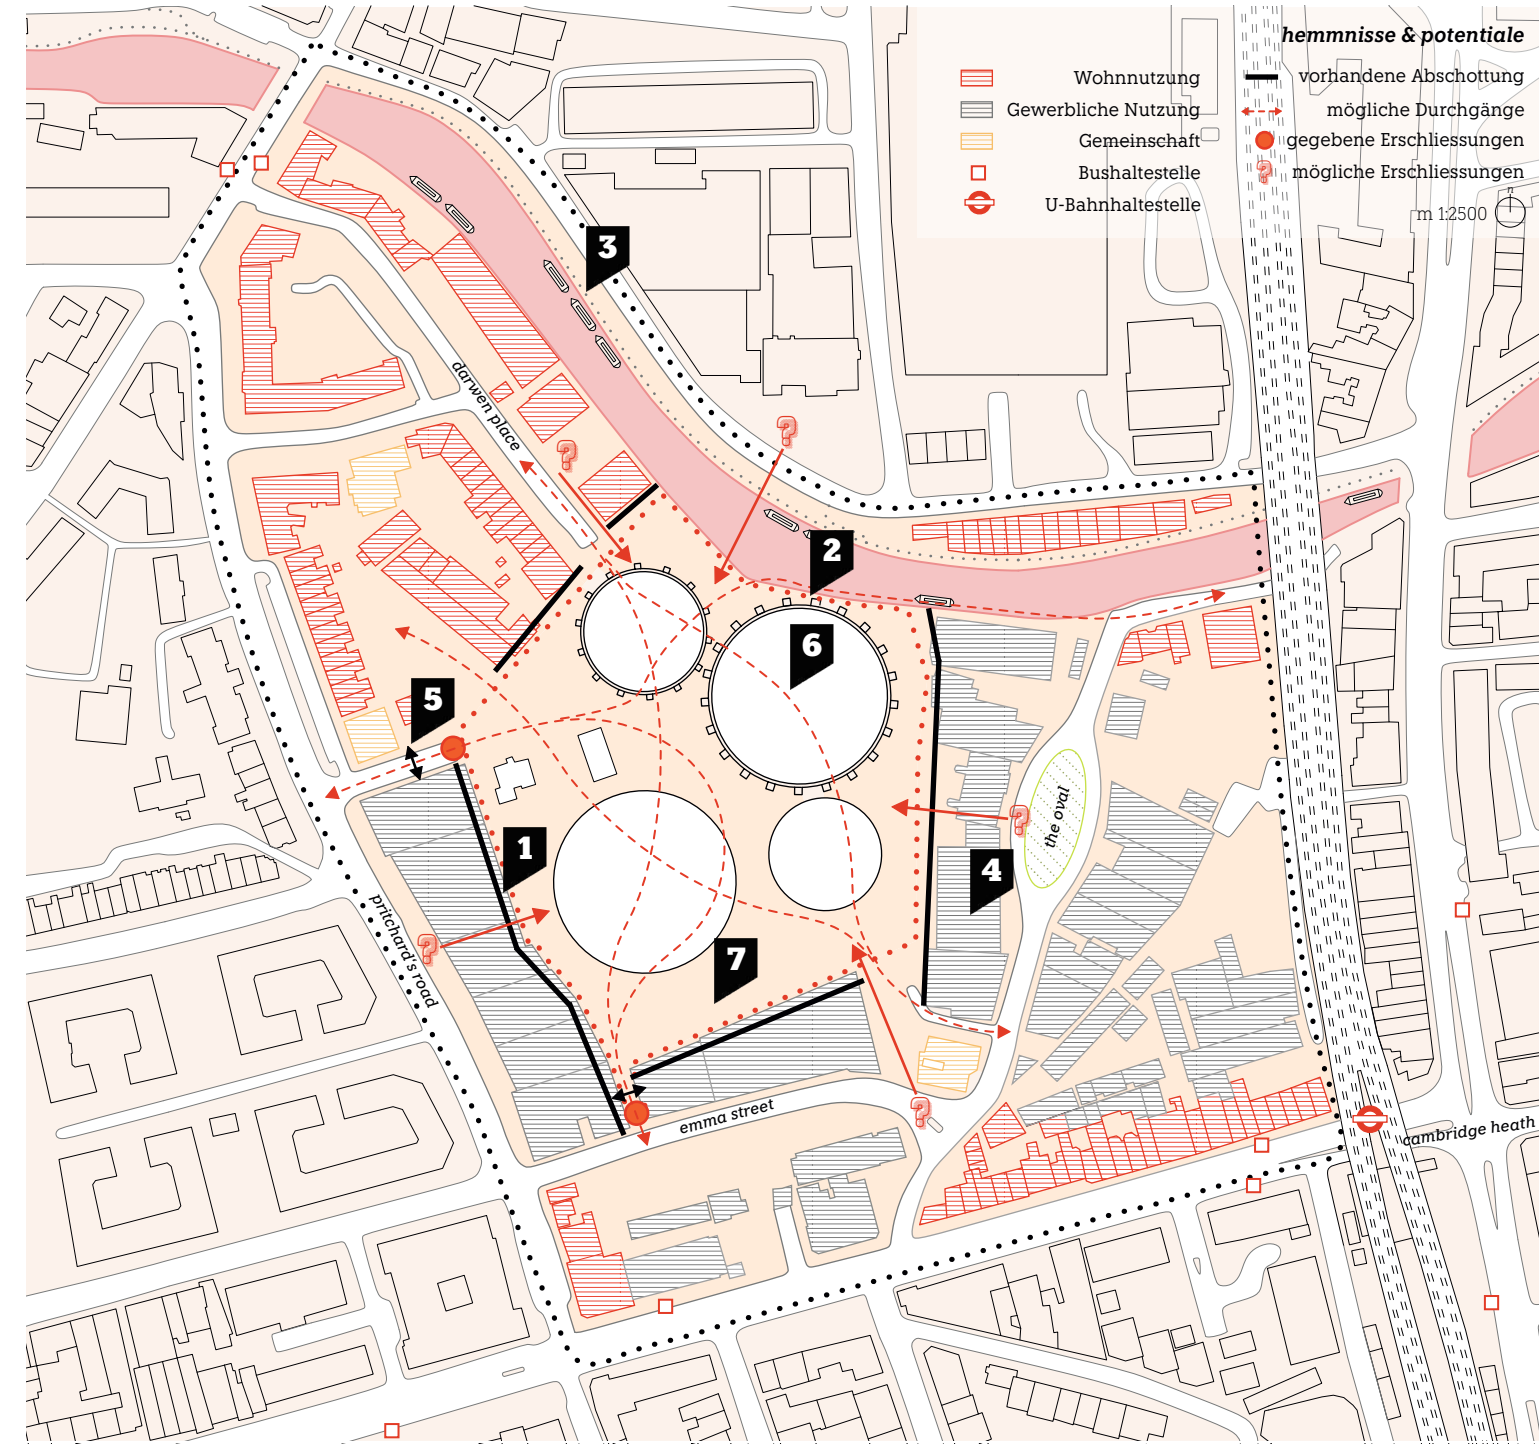 hemmnisse & potentiale
Wohnnutzung
vorhandene Abschottung
Gewerbliche Nutzung
mögliche Durchgänge
Gemeinschaft
gegebene Erschliessungen
Bushaltestelle
mögliche Erschliessungen
U-Bahnhaltestelle
n
m 1:2500
3
darwen place
?
?
2
6
5
the oval
?
1
4
pritchard's road
?
7
emma street
?
cambridge heath